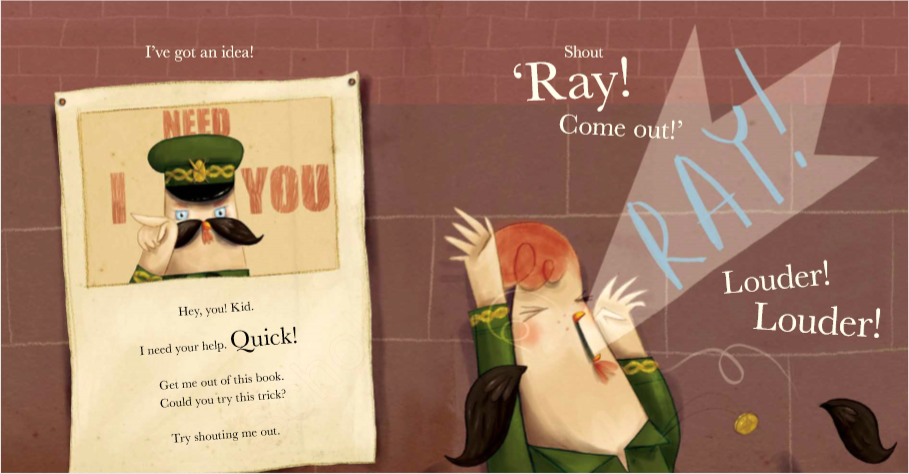 I’ve got an idea!
NEED
I YOU
Hey, you! Kid.
I need your help. Quick!
Get me out of this book.
Could you try this trick?
Try shouting me out.
Shout
‘Ray!
Come out!’
RAY!
Louder!
Louder!